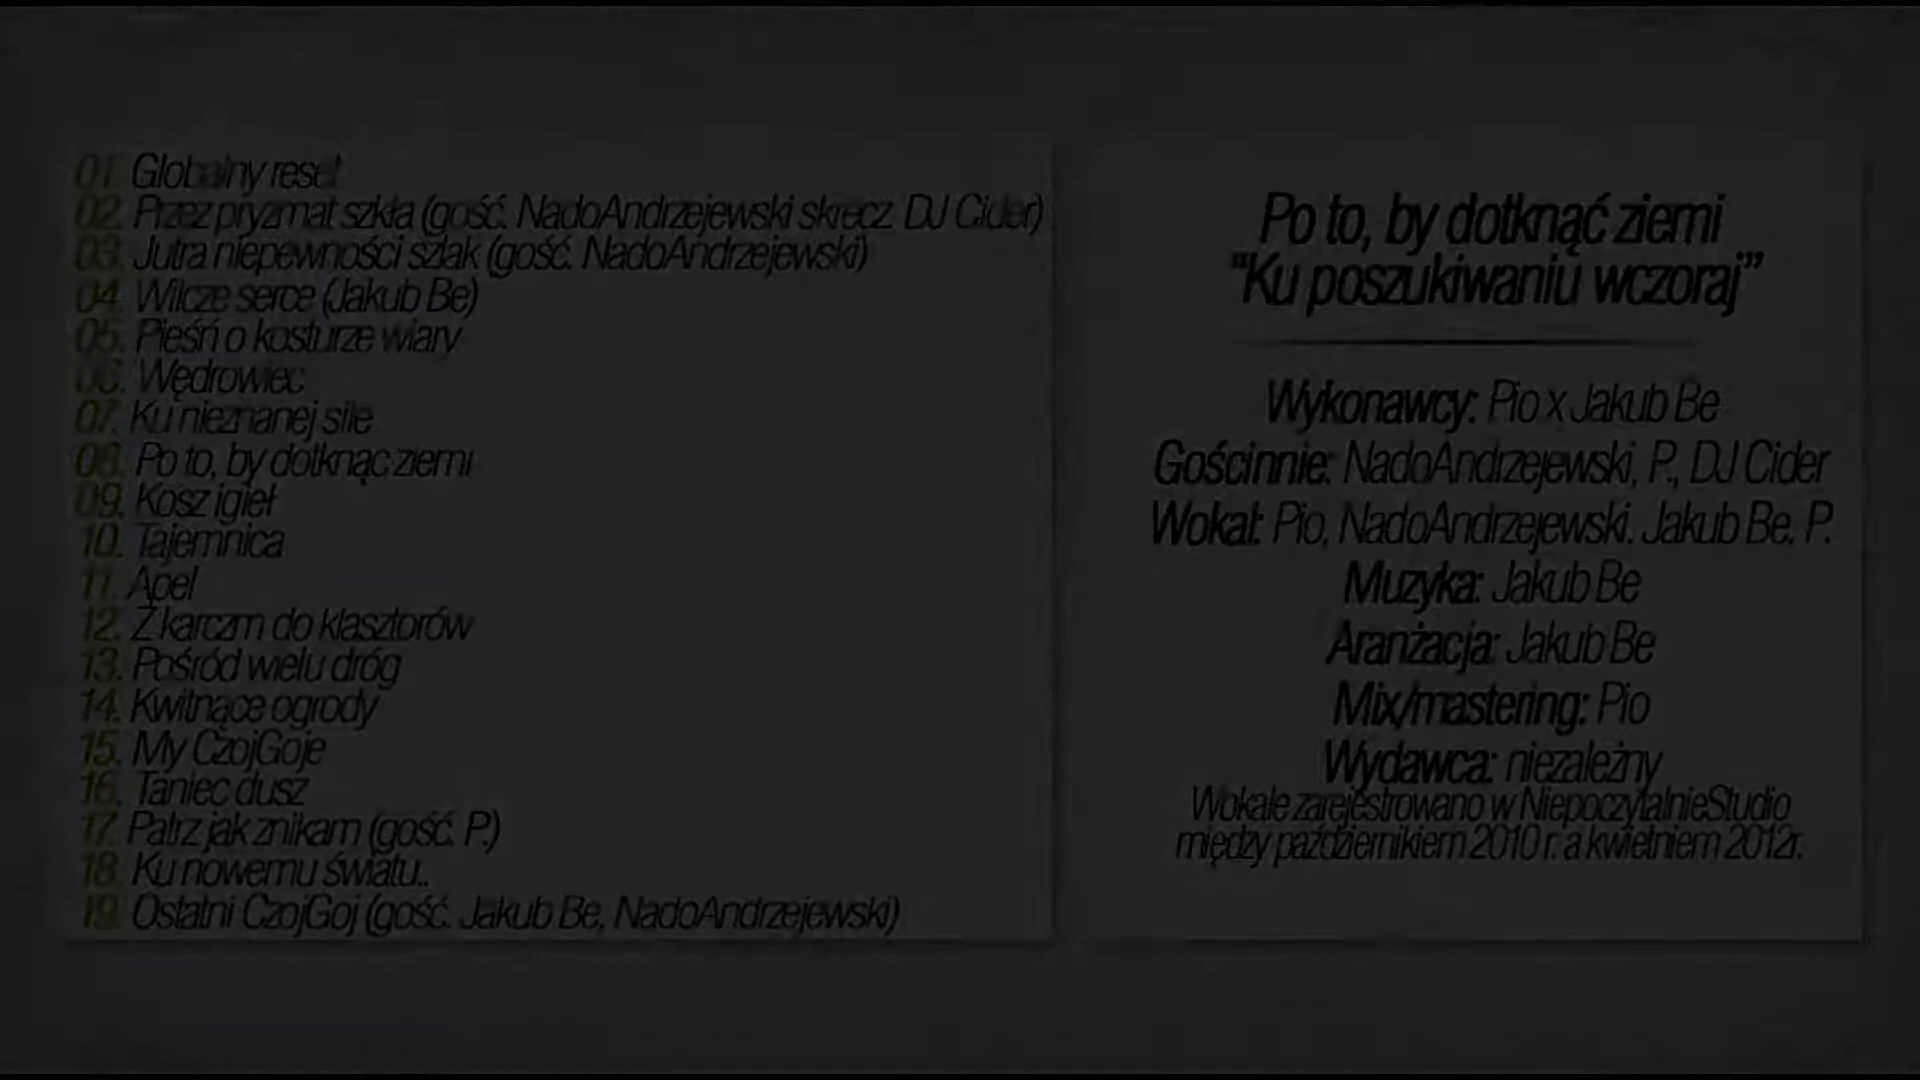 01 Globalny reset
02. Przez pryzmat szkła (gość. NadoAndrzejewski skrecz. DJ Cider)
03. Jutra niepewności szlak (gość. NadoAndrzejewski)
04. Wilcze serce (Jakub Be)
05. Pieśń o kosturze wiary
06. Wędrowiec
07. Ku nieznanej sile
08. Po to, by dotknąć ziemi
09. Kosz igieł
10. Tajemnica
11. Apel
12. Z karczm do klasztorów
13. Pośród wielu dróg
14. Kwitnące ogrody
15. My CzojGoje
16. Taniec dusz
17. Patrz jak znikam (gość. P.)
18. Ku nowemu światu..
19. Ostatni CzojGoj (gość. Jakub Be, NadoAndrzejewski)
Po to, by dotknąć ziemi
"Ku poszukiwaniu wczoraj"
Wykonawcy: Pio x Jakub Be
Gościnnie: NadoAndrzejewski, P., DJ Cider
Wokal: Pio, NadoAndrzejewski. Jakub Be. P.
Muzyka: Jakub Be
Aranżacja: Jakub Be
Mix/mastering: Pio
Wydawca: niezależny
Wokale zarejestrowano w NiepoczytalnieStudio
między październikiem 2010 r. a kwietniem 2012r.